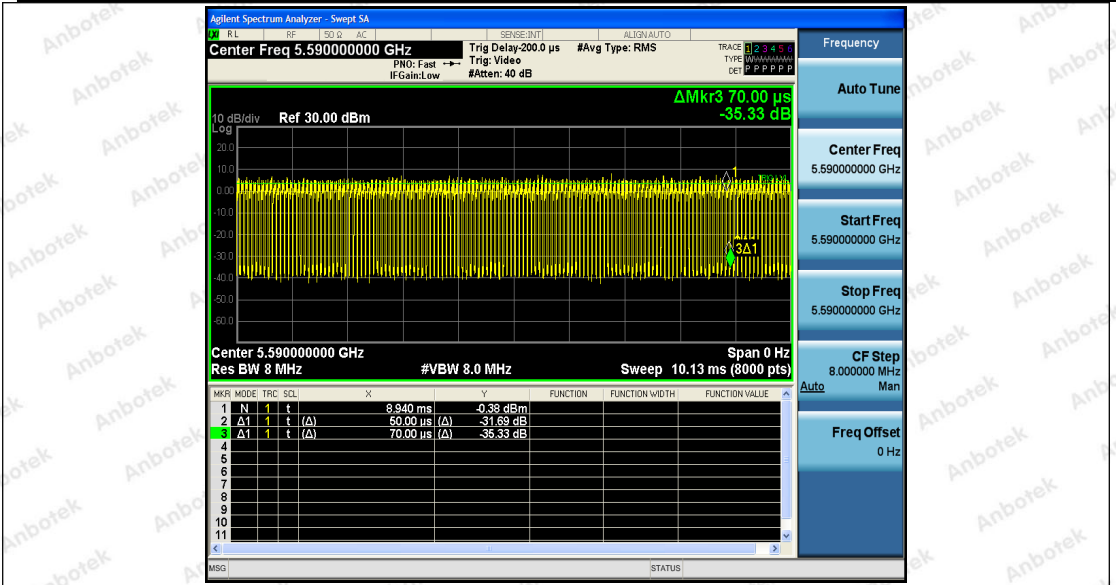 Agilent Spectrum Analyzer - Swept SA
RL RF 50 Ω AC SENSE:INT ALIGNAUTO
Center Freq 5.590000000 GHz
PNO: Fast
IFGain:Low
Trig Delay-200.0 µs
Trig: Video
#Atten: 40 dB
#Avg Type: RMS
TRACE 1 2 3 4 5 6
TYPE
DET P P P P P P
ΔMkr3 70.00 µs
-35.33 dB
10 dB/div Ref 30.00 dBm
Log
20.0
10.0
0.00
-10.0
-20.0
-30.0
-40.0
-50.0
-60.0
1
3Δ1
Center 5.590000000 GHz Span 0 Hz
Res BW 8 MHz #VBW 8.0 MHz Sweep 10.13 ms (8000 pts)
MKR MODE TRC SCL X Y FUNCTION FUNCTION WIDTH FUNCTION VALUE
1 N 1 t 8.940 ms -0.38 dBm
2 Δ1 1 t (Δ) 50.00 µs (Δ) -31.69 dB
3 Δ1 1 t (Δ) 70.00 µs (Δ) -35.33 dB
4
5
6
7
8
9
10
11
MSG STATUS
Frequency
Auto Tune
Center Freq
5.590000000 GHz
Start Freq
5.590000000 GHz
Stop Freq
5.590000000 GHz
CF Step
8.000000 MHz
Auto Man
Freq Offset
0 Hz
Anbotek